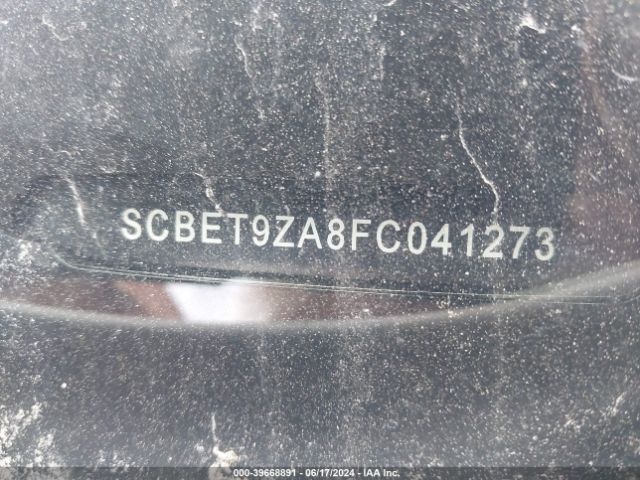 SCBET9ZA8FC041273
000-39668891 - 06/17/2024 - IAA Inc.